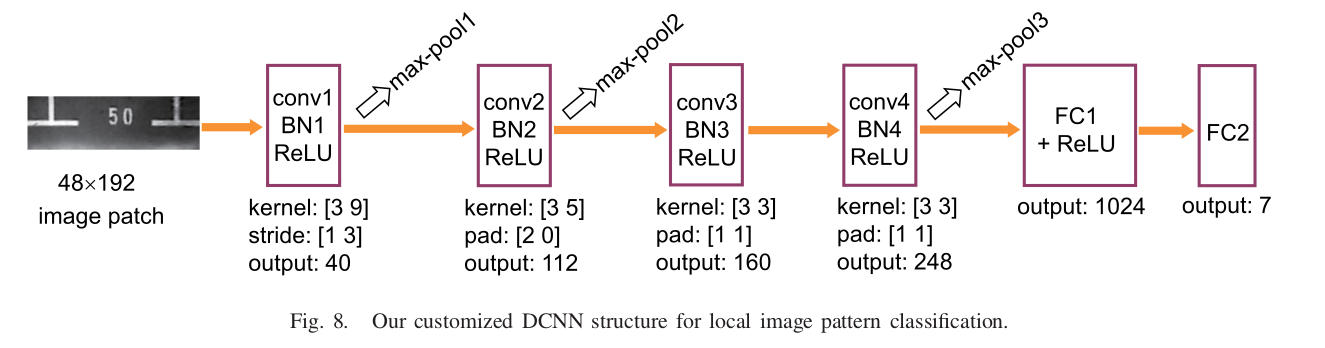 max-pool1
max-pool2
max-pool3
50
conv1
BN1
ReLU
conv2
BN2
ReLU
conv3
BN3
ReLU
conv4
BN4
ReLU
FC1
+ ReLU
FC2
48×192
image patch
kernel: [3 9]
stride: [1 3]
output: 40
kernel: [3 5]
pad: [2 0]
output: 112
kernel: [3 3]
pad: [1 1]
output: 160
kernel: [3 3]
pad: [1 1]
output: 248
output: 1024
output: 7
Fig. 8. Our customized DCNN structure for local image pattern classification.